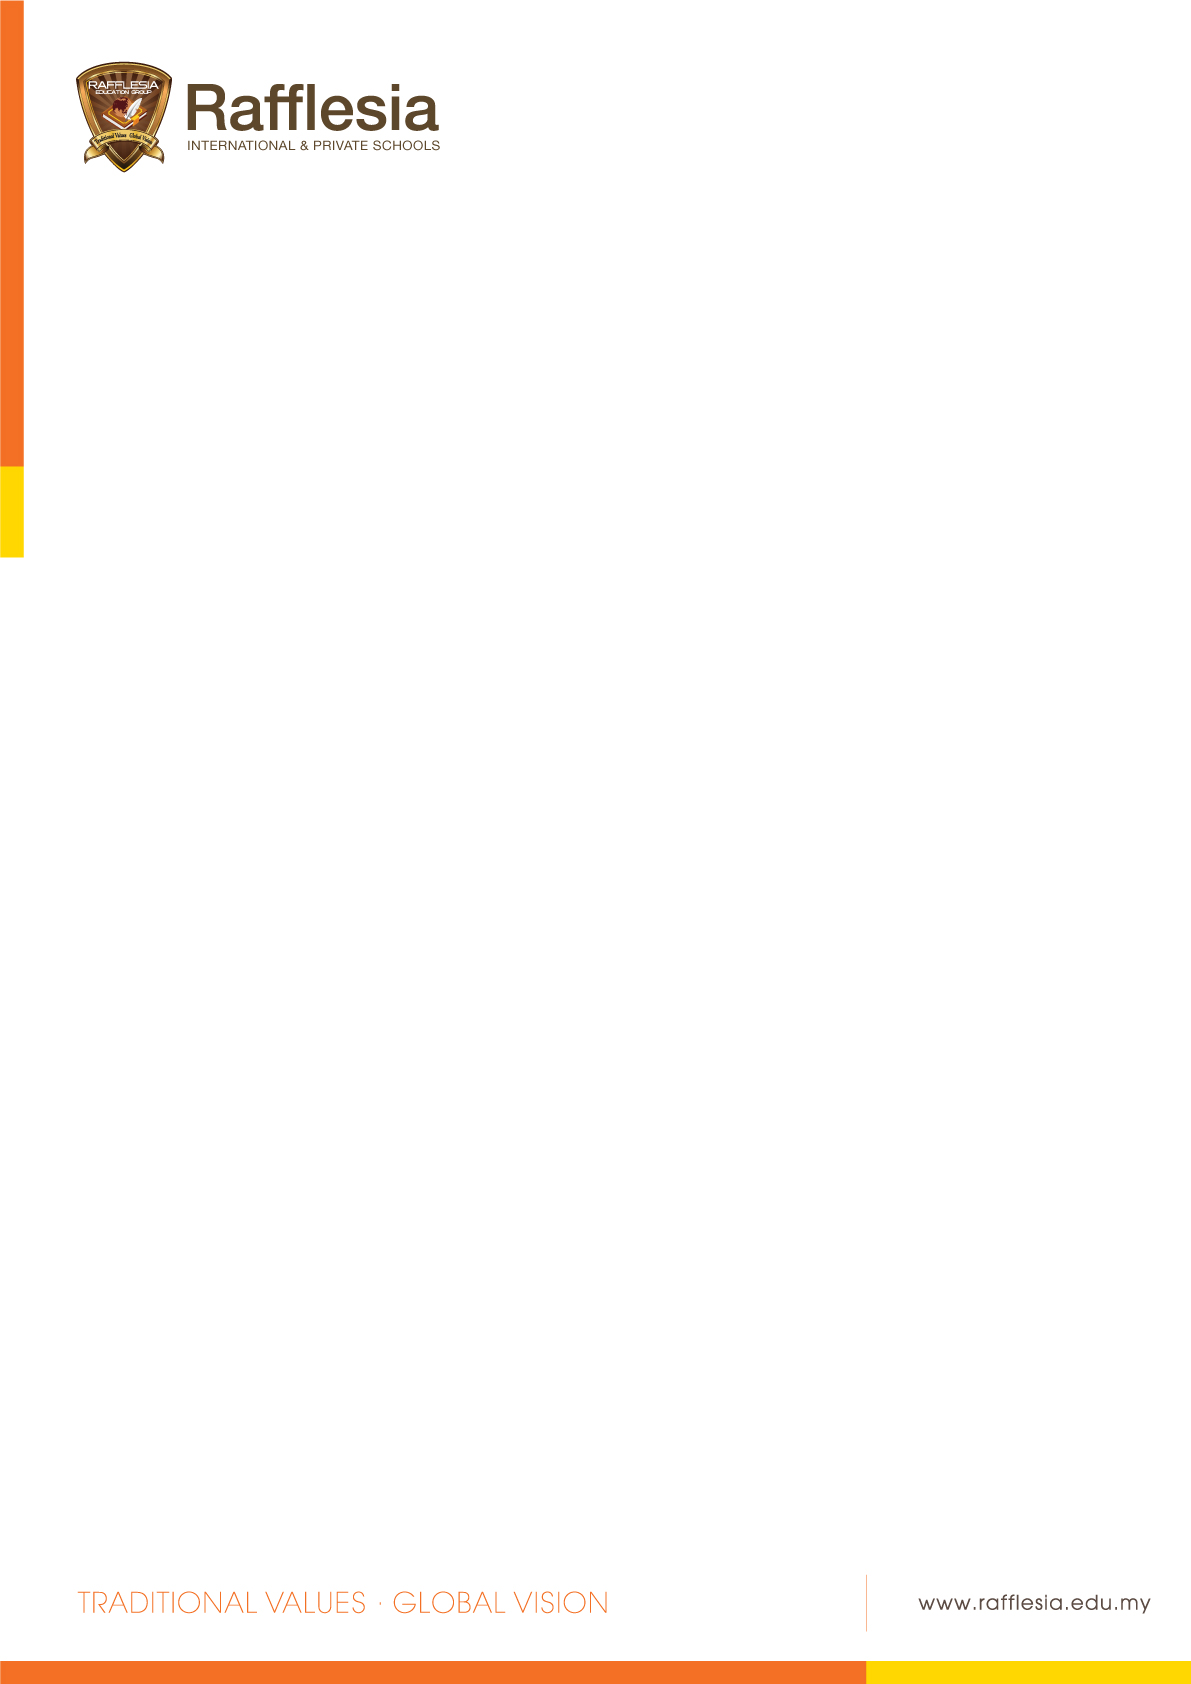 RAFFLESIA
EDUCATION GROUP
Traditional Values Global Vision
Rafflesia
INTERNATIONAL & PRIVATE SCHOOLS
TRADITIONAL VALUES · GLOBAL VISION
www.rafflesia.edu.my